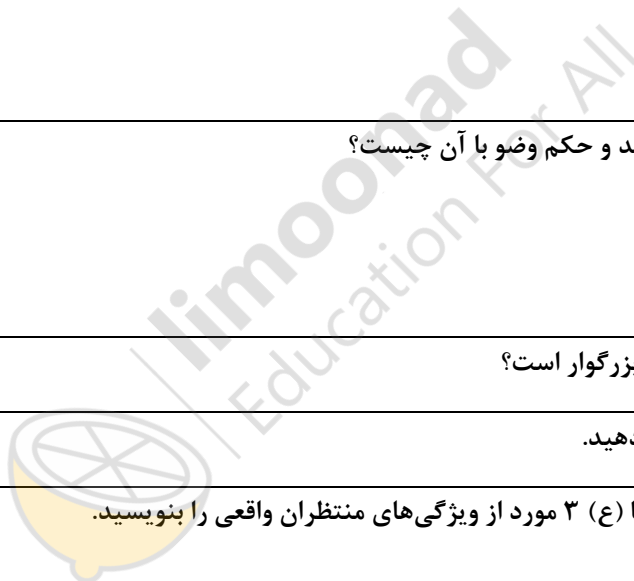 د و حکم وضو با آن چیست؟
بزرگوار است؟
دهید.
ا (ع) ۳ مورد از ویژگی‌های منتظران واقعی را بنویسید.
limoonad
Education For All